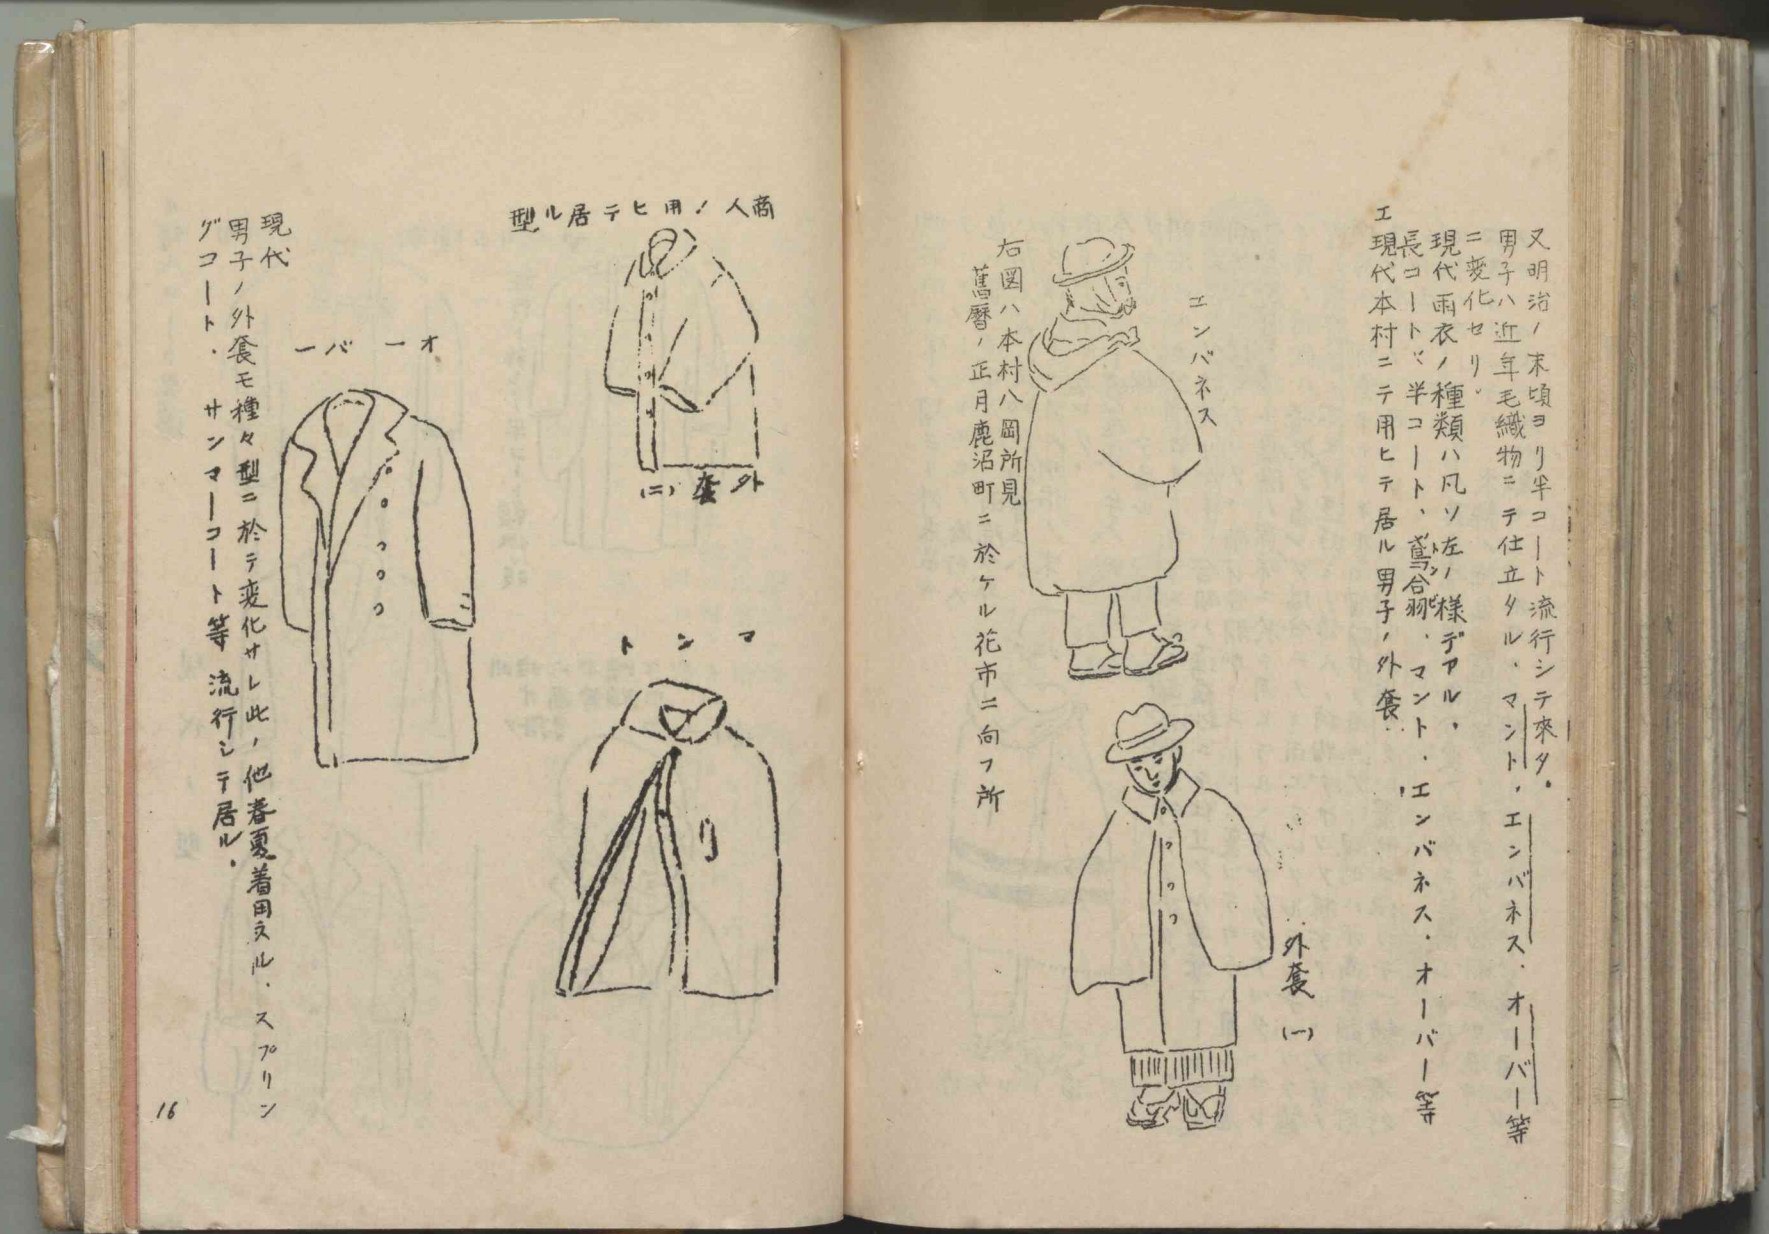 又明治ノ末頃ヨリ半コート流行シテ来タ。
男子ハ近年毛織物ニテ仕立タル、マント、エンバネス、オーバー等
ニ変化セリ。
現代雨衣ノ種類ハ凡ソ左ノ様デアル。
長コート、半コート、鳶合羽、マント、エンバネス、オーバー等
トンビ
エ現代本村ニテ用ヒテ居ル男子ノ外套
エンバネス
外套(一)
右図ハ本村八岡所見
旧暦ノ正月鹿沼町ニ於ケル花市ニ向フ所
商人ノ用ヒテ居ル型
外套(二)
マント
オーバー
現代
男子ノ外套モ種々型ニ於テ変化サレ此ノ他春夏着用スル、スプリン
グコート、サンマーコート等流行シテ居ル。
16